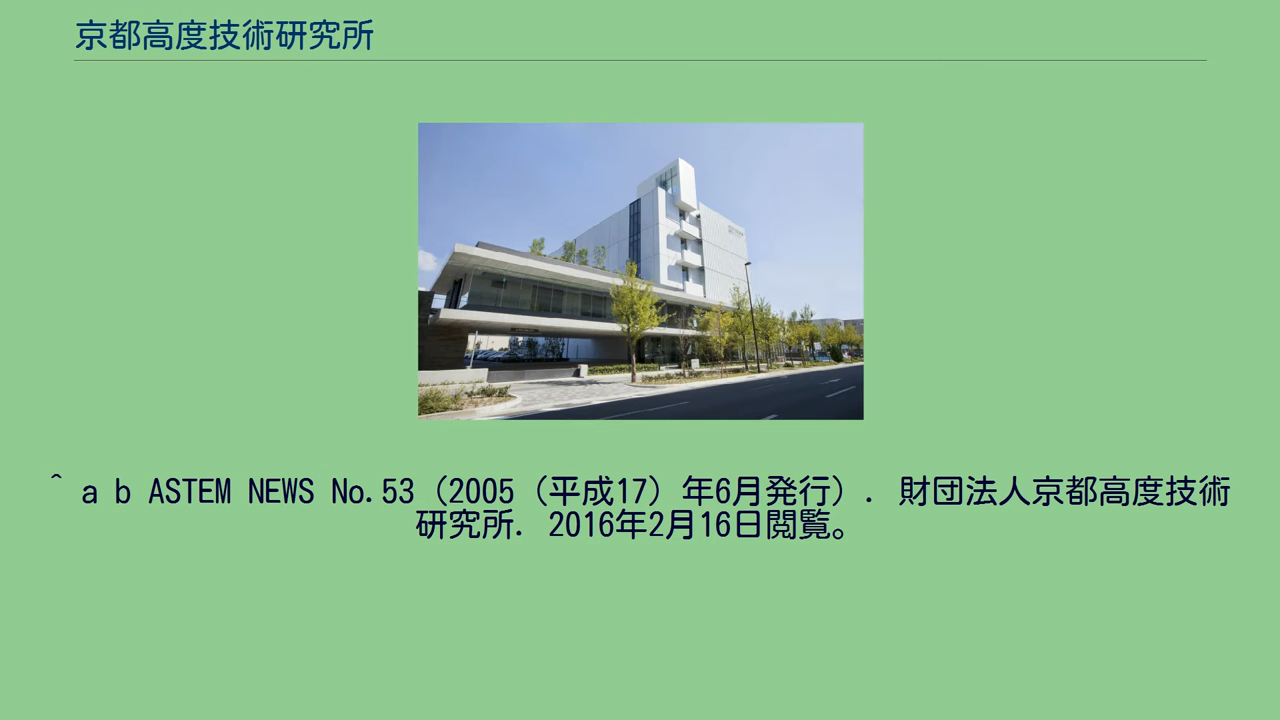 京都高度技術研究所
^ a b ASTEM NEWS No.53（2005（平成17）年6月発行）. 財団法人京都高度技術
研究所. 2016年2月16日閲覧。